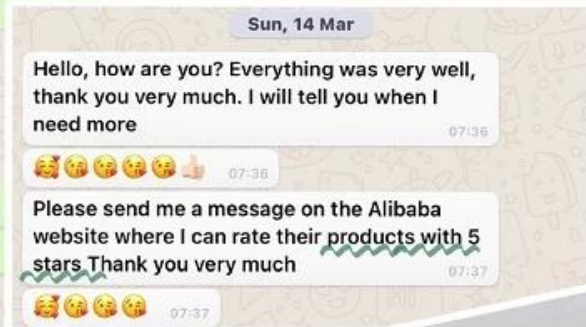 Sun, 14 Mar
Hello, how are you? Everything was very well,
thank you very much. I will tell you when I
need more
07:36
🥰😘😘😘😘👍🏻 07:36
Please send me a message on the Alibaba
website where I can rate their products with 5
stars Thank you very much
07:37
🥰😘😘😘 07:37